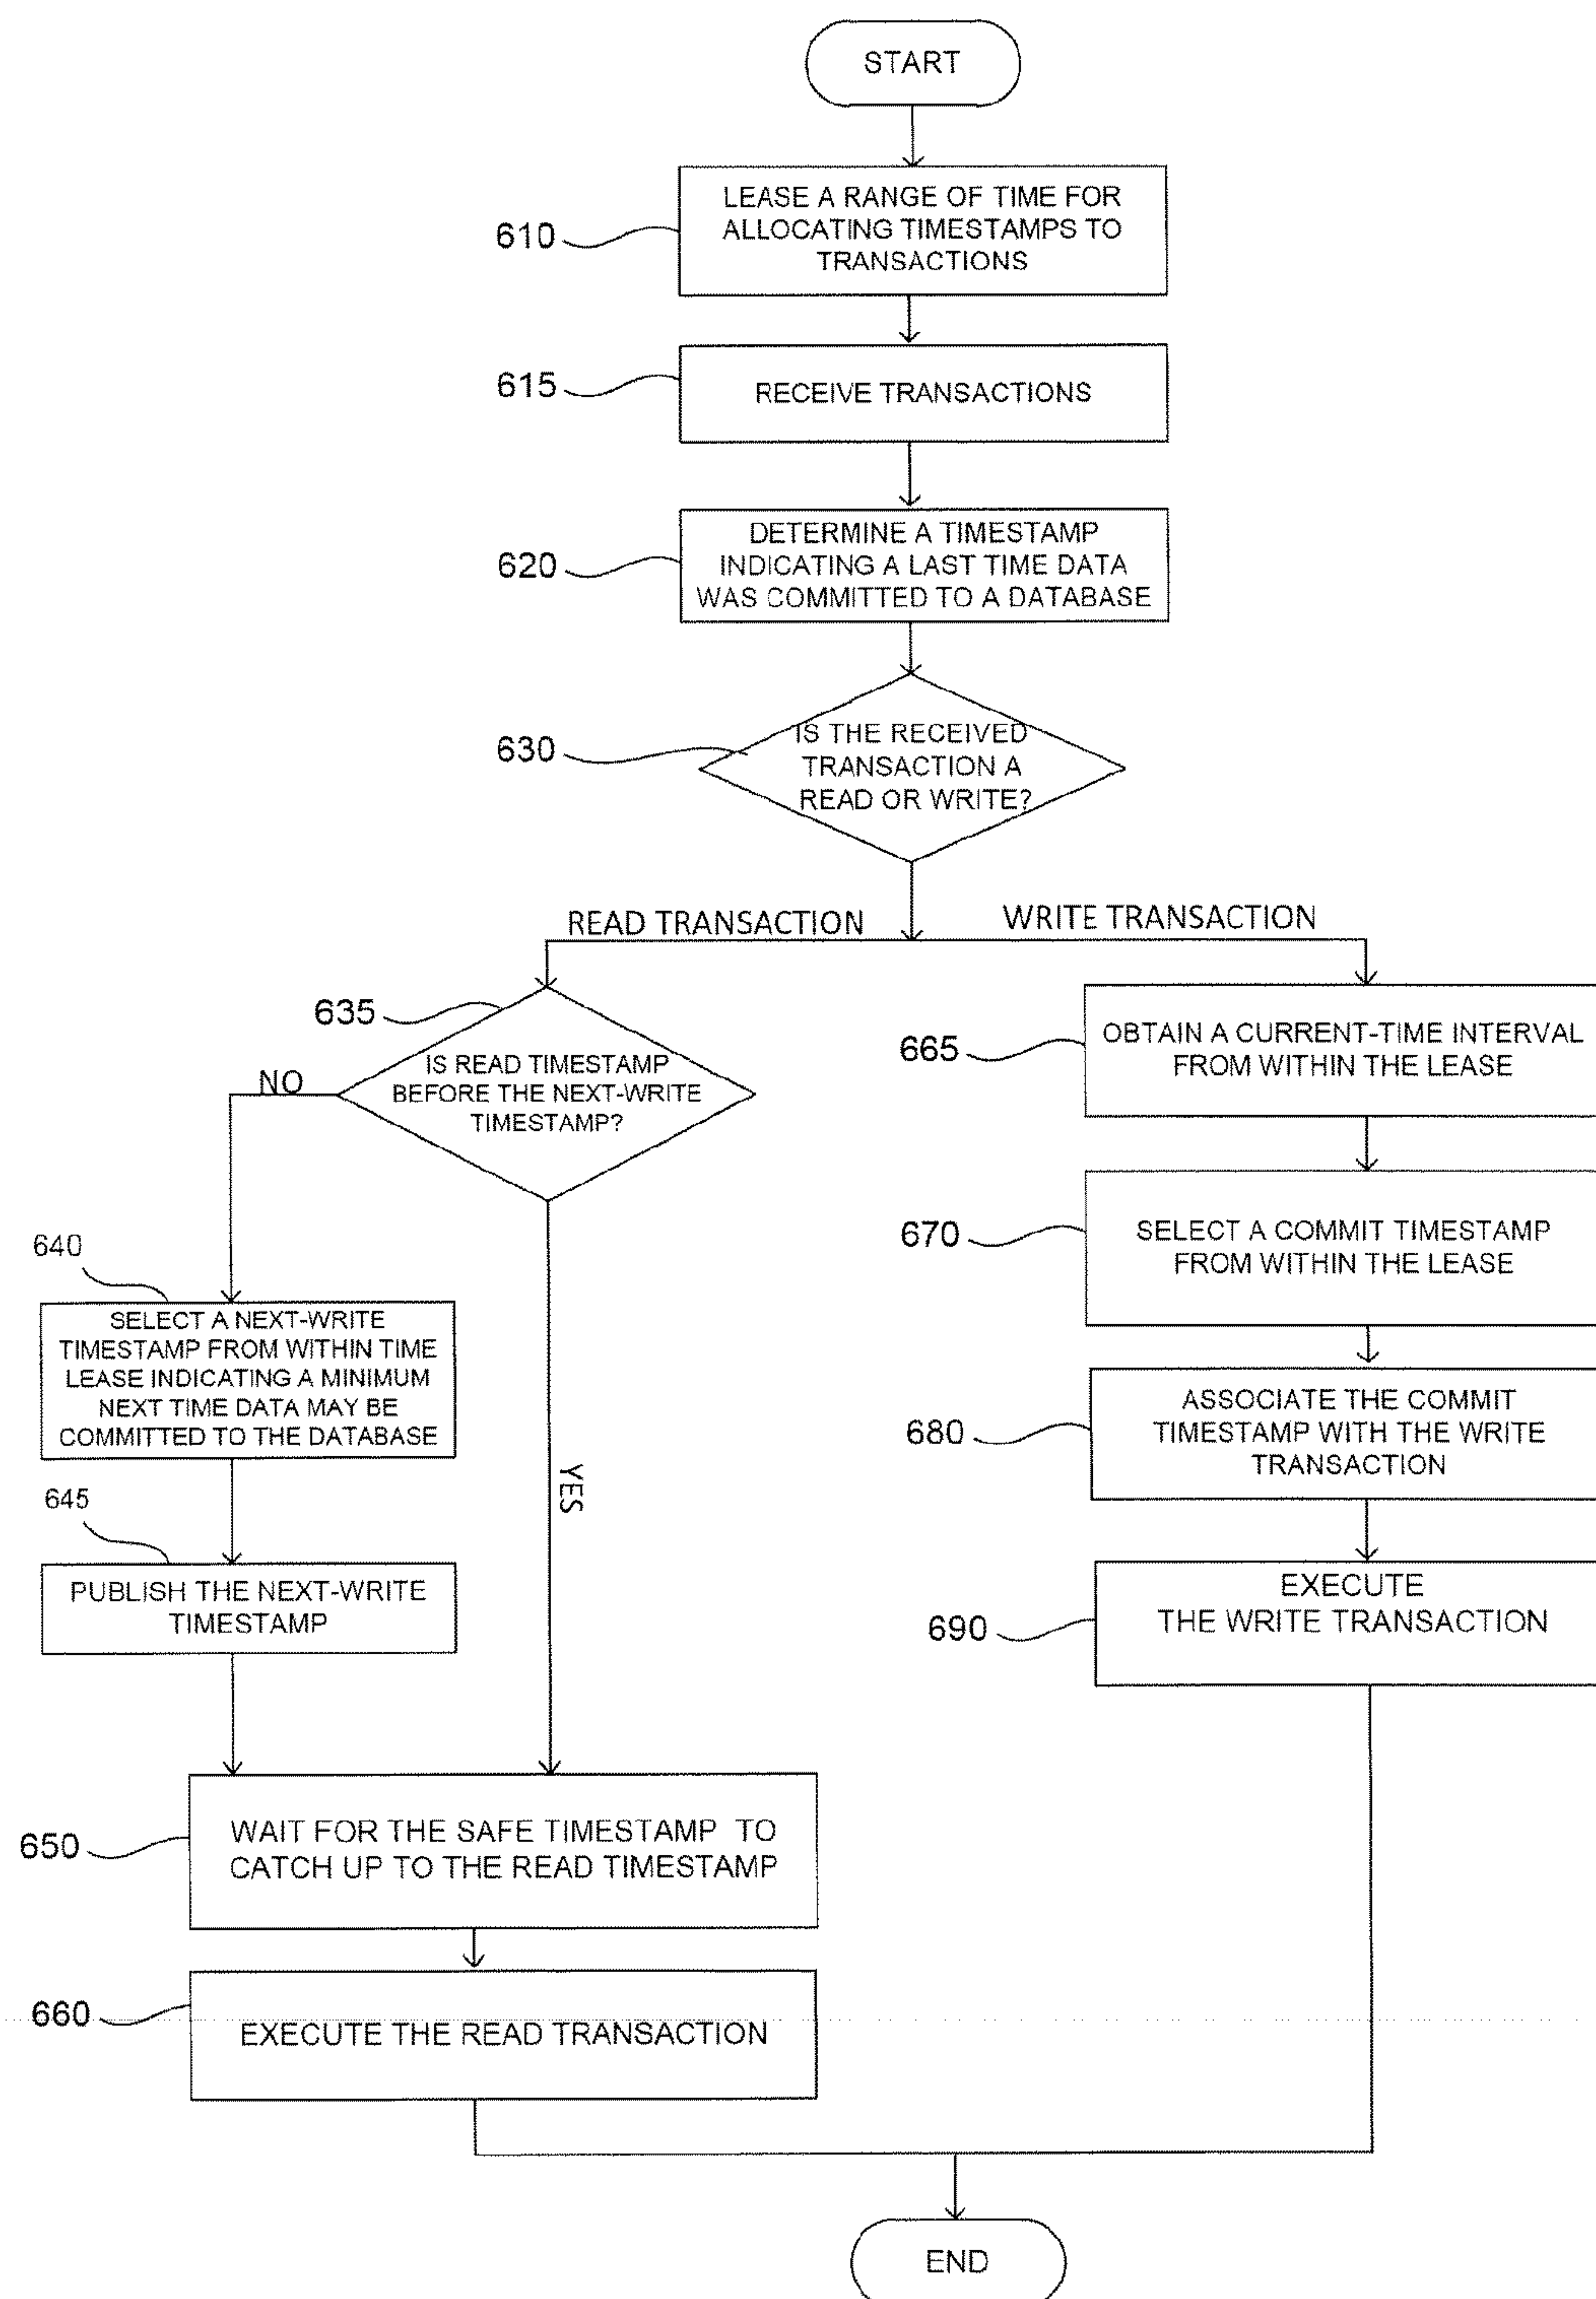 START
LEASE A RANGE OF TIME FOR
ALLOCATING TIMESTAMPS TO
TRANSACTIONS
610
RECEIVE TRANSACTIONS
615
DETERMINE A TIMESTAMP
INDICATING A LAST TIME DATA
WAS COMMITTED TO A DATABASE
620
IS THE RECEIVED
TRANSACTION A
READ OR WRITE?
630
READ TRANSACTION
WRITE TRANSACTION
635
IS READ TIMESTAMP
BEFORE THE NEXT-WRITE
TIMESTAMP?
NO
YES
640
SELECT A NEXT-WRITE
TIMESTAMP FROM WITHIN TIME
LEASE INDICATING A MINIMUM
NEXT TIME DATA MAY BE
COMMITTED TO THE DATABASE
645
PUBLISH THE NEXT-WRITE
TIMESTAMP
650
WAIT FOR THE SAFE TIMESTAMP TO
CATCH UP TO THE READ TIMESTAMP
660
EXECUTE THE READ TRANSACTION
665
OBTAIN A CURRENT-TIME INTERVAL
FROM WITHIN THE LEASE
670
SELECT A COMMIT TIMESTAMP
FROM WITHIN THE LEASE
680
ASSOCIATE THE COMMIT
TIMESTAMP WITH THE WRITE
TRANSACTION
690
EXECUTE
THE WRITE TRANSACTION
END